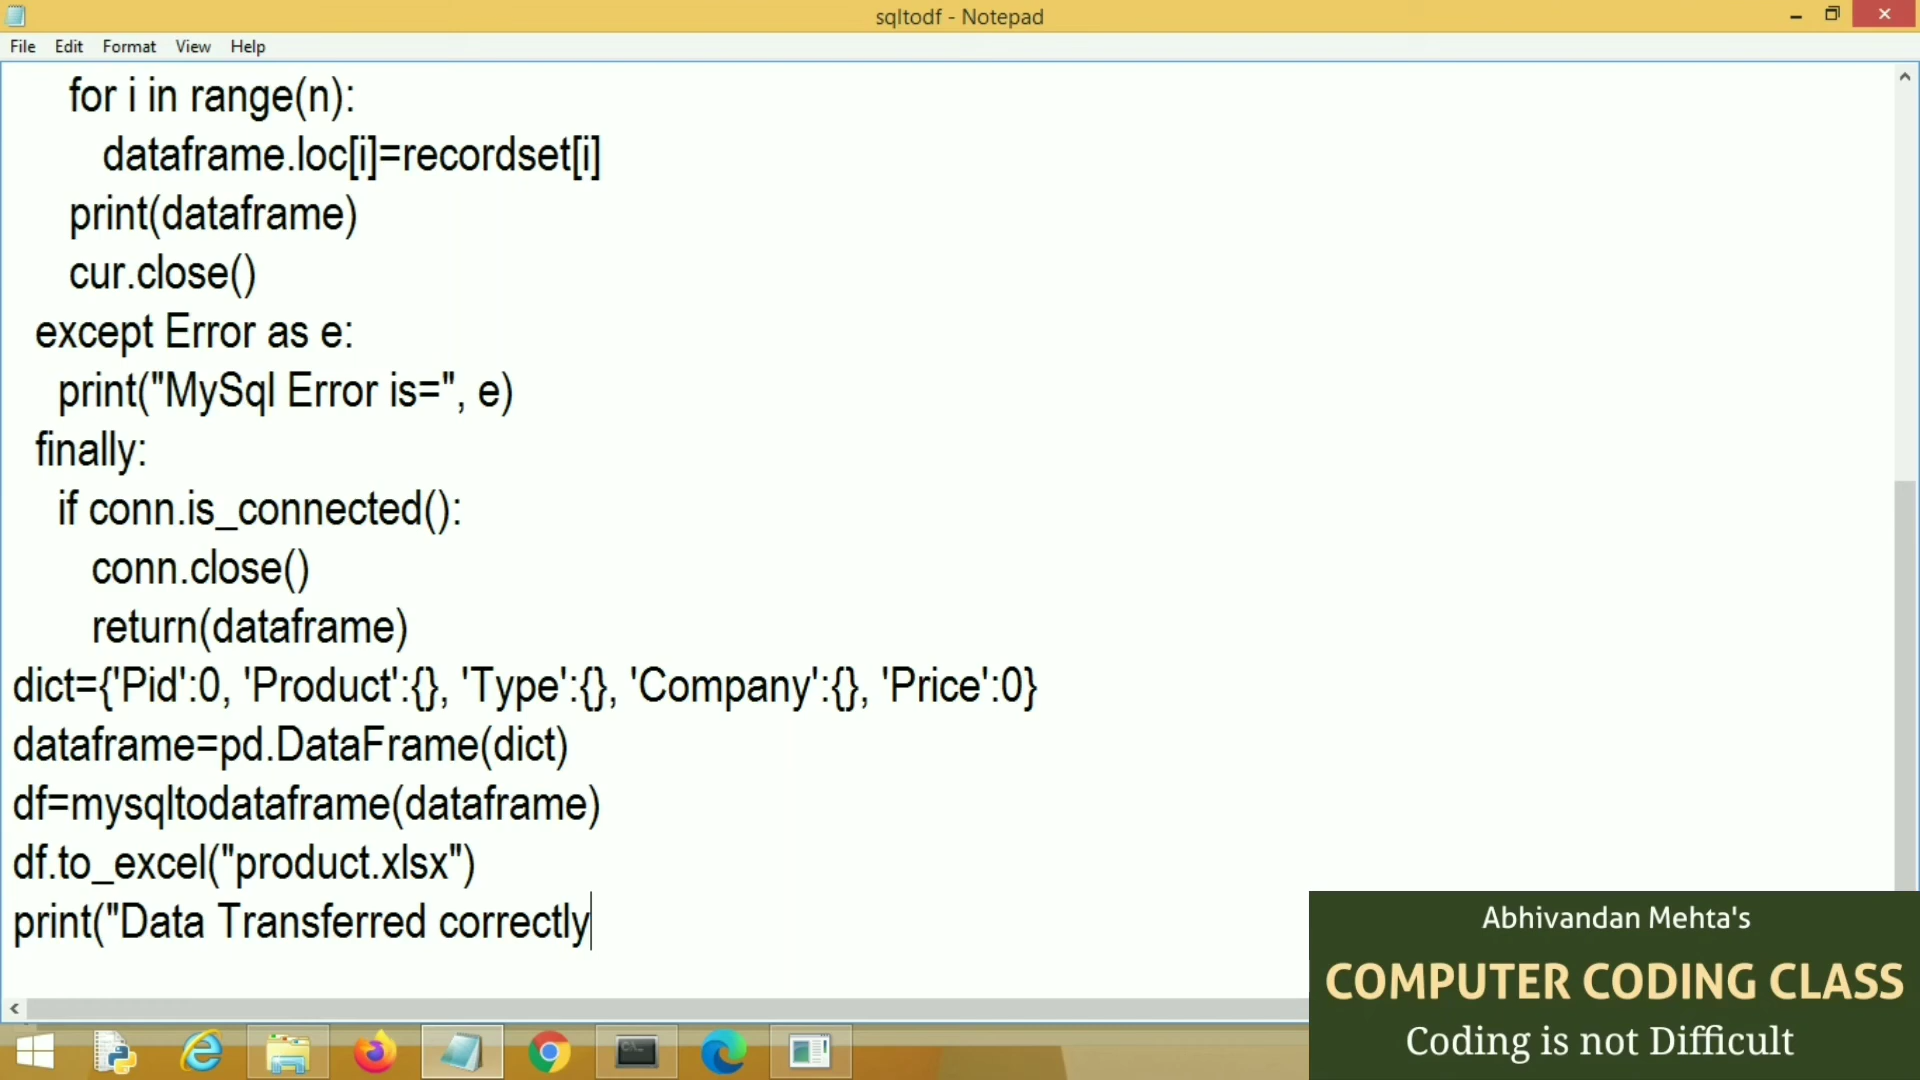 sqltodf - Notepad
File Edit Format View Help
for i in range(n):
dataframe.loc[i]=recordset[i]
print(dataframe)
cur.close()
except Error as e:
print("MySql Error is=", e)
finally:
if conn.is_connected():
conn.close()
return(dataframe)
dict={'Pid':0, 'Product':{}, 'Type':{}, 'Company':{}, 'Price':0}
dataframe=pd.DataFrame(dict)
df=mysqltodataframe(dataframe)
df.to_excel("product.xlsx")
print("Data Transferred correctly
Abhivandan Mehta's
COMPUTER CODING CLASS
Coding is not Difficult